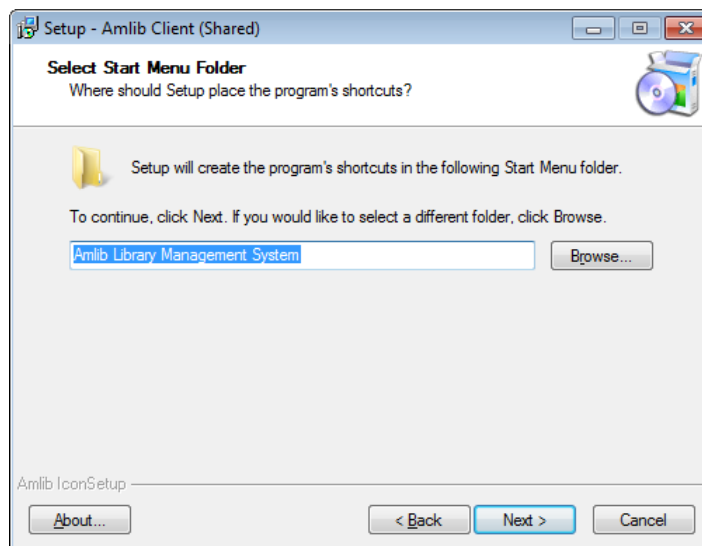 Setup - Amlib Client (Shared)
Select Start Menu Folder
Where should Setup place the program's shortcuts?
Setup will create the program's shortcuts in the following Start Menu folder.
To continue, click Next. If you would like to select a different folder, click Browse.
Amlib Library Management System
Browse...
Amlib IconSetup
About...
< Back
Next >
Cancel